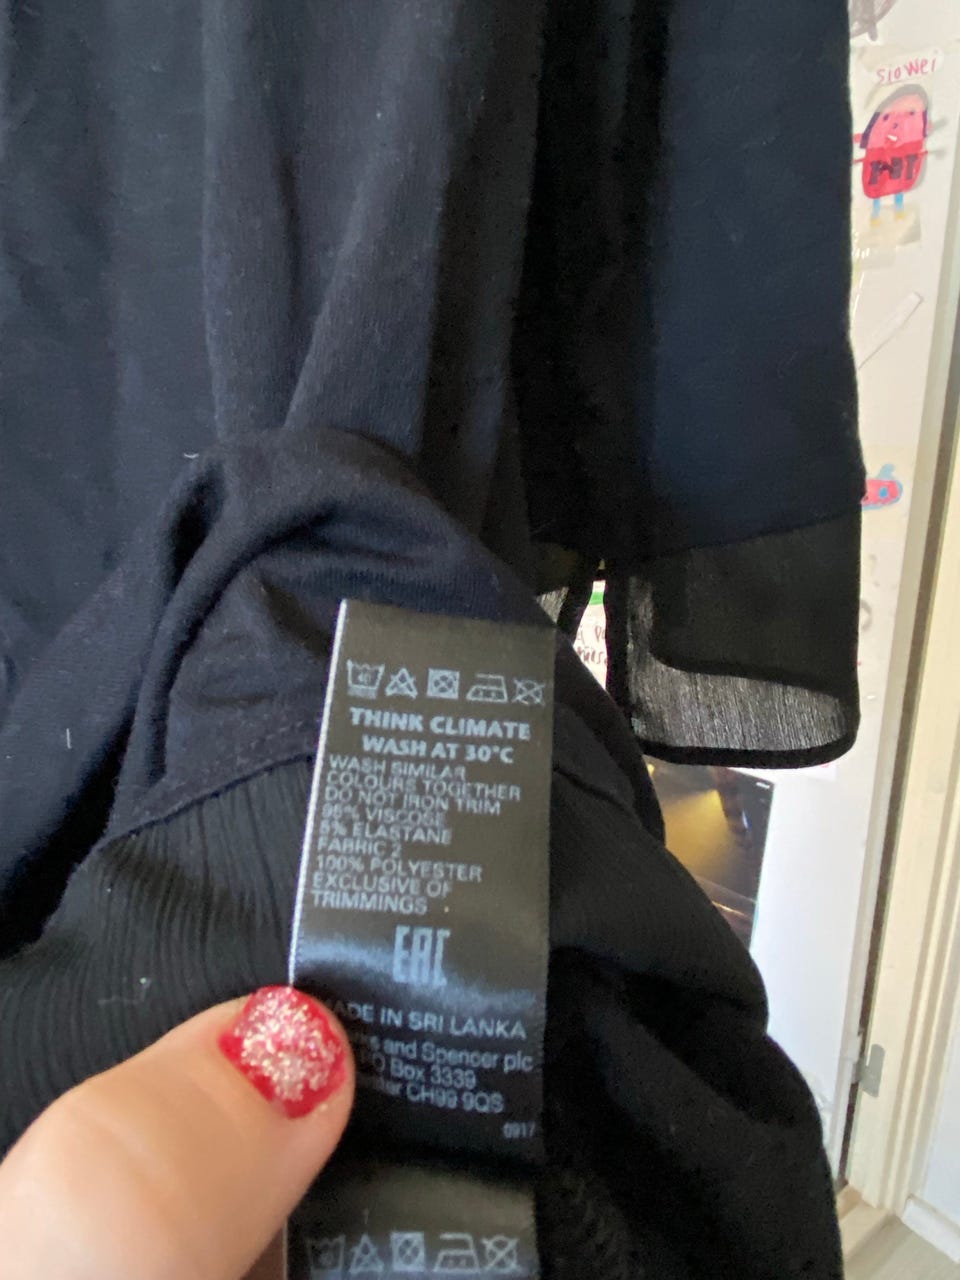 siowei
THINK CLIMATE
WASH AT 30°C
WASH SIMILAR
COLOURS TOGETHER
DO NOT IRON TRIM
95% VISCOSE
5% ELASTANE
FABRIC 2
100% POLYESTER
EXCLUSIVE OF
TRIMMINGS
EAC
MADE IN SRI LANKA
and Spencer plc
PO Box 3339
CH99 9QS
0917